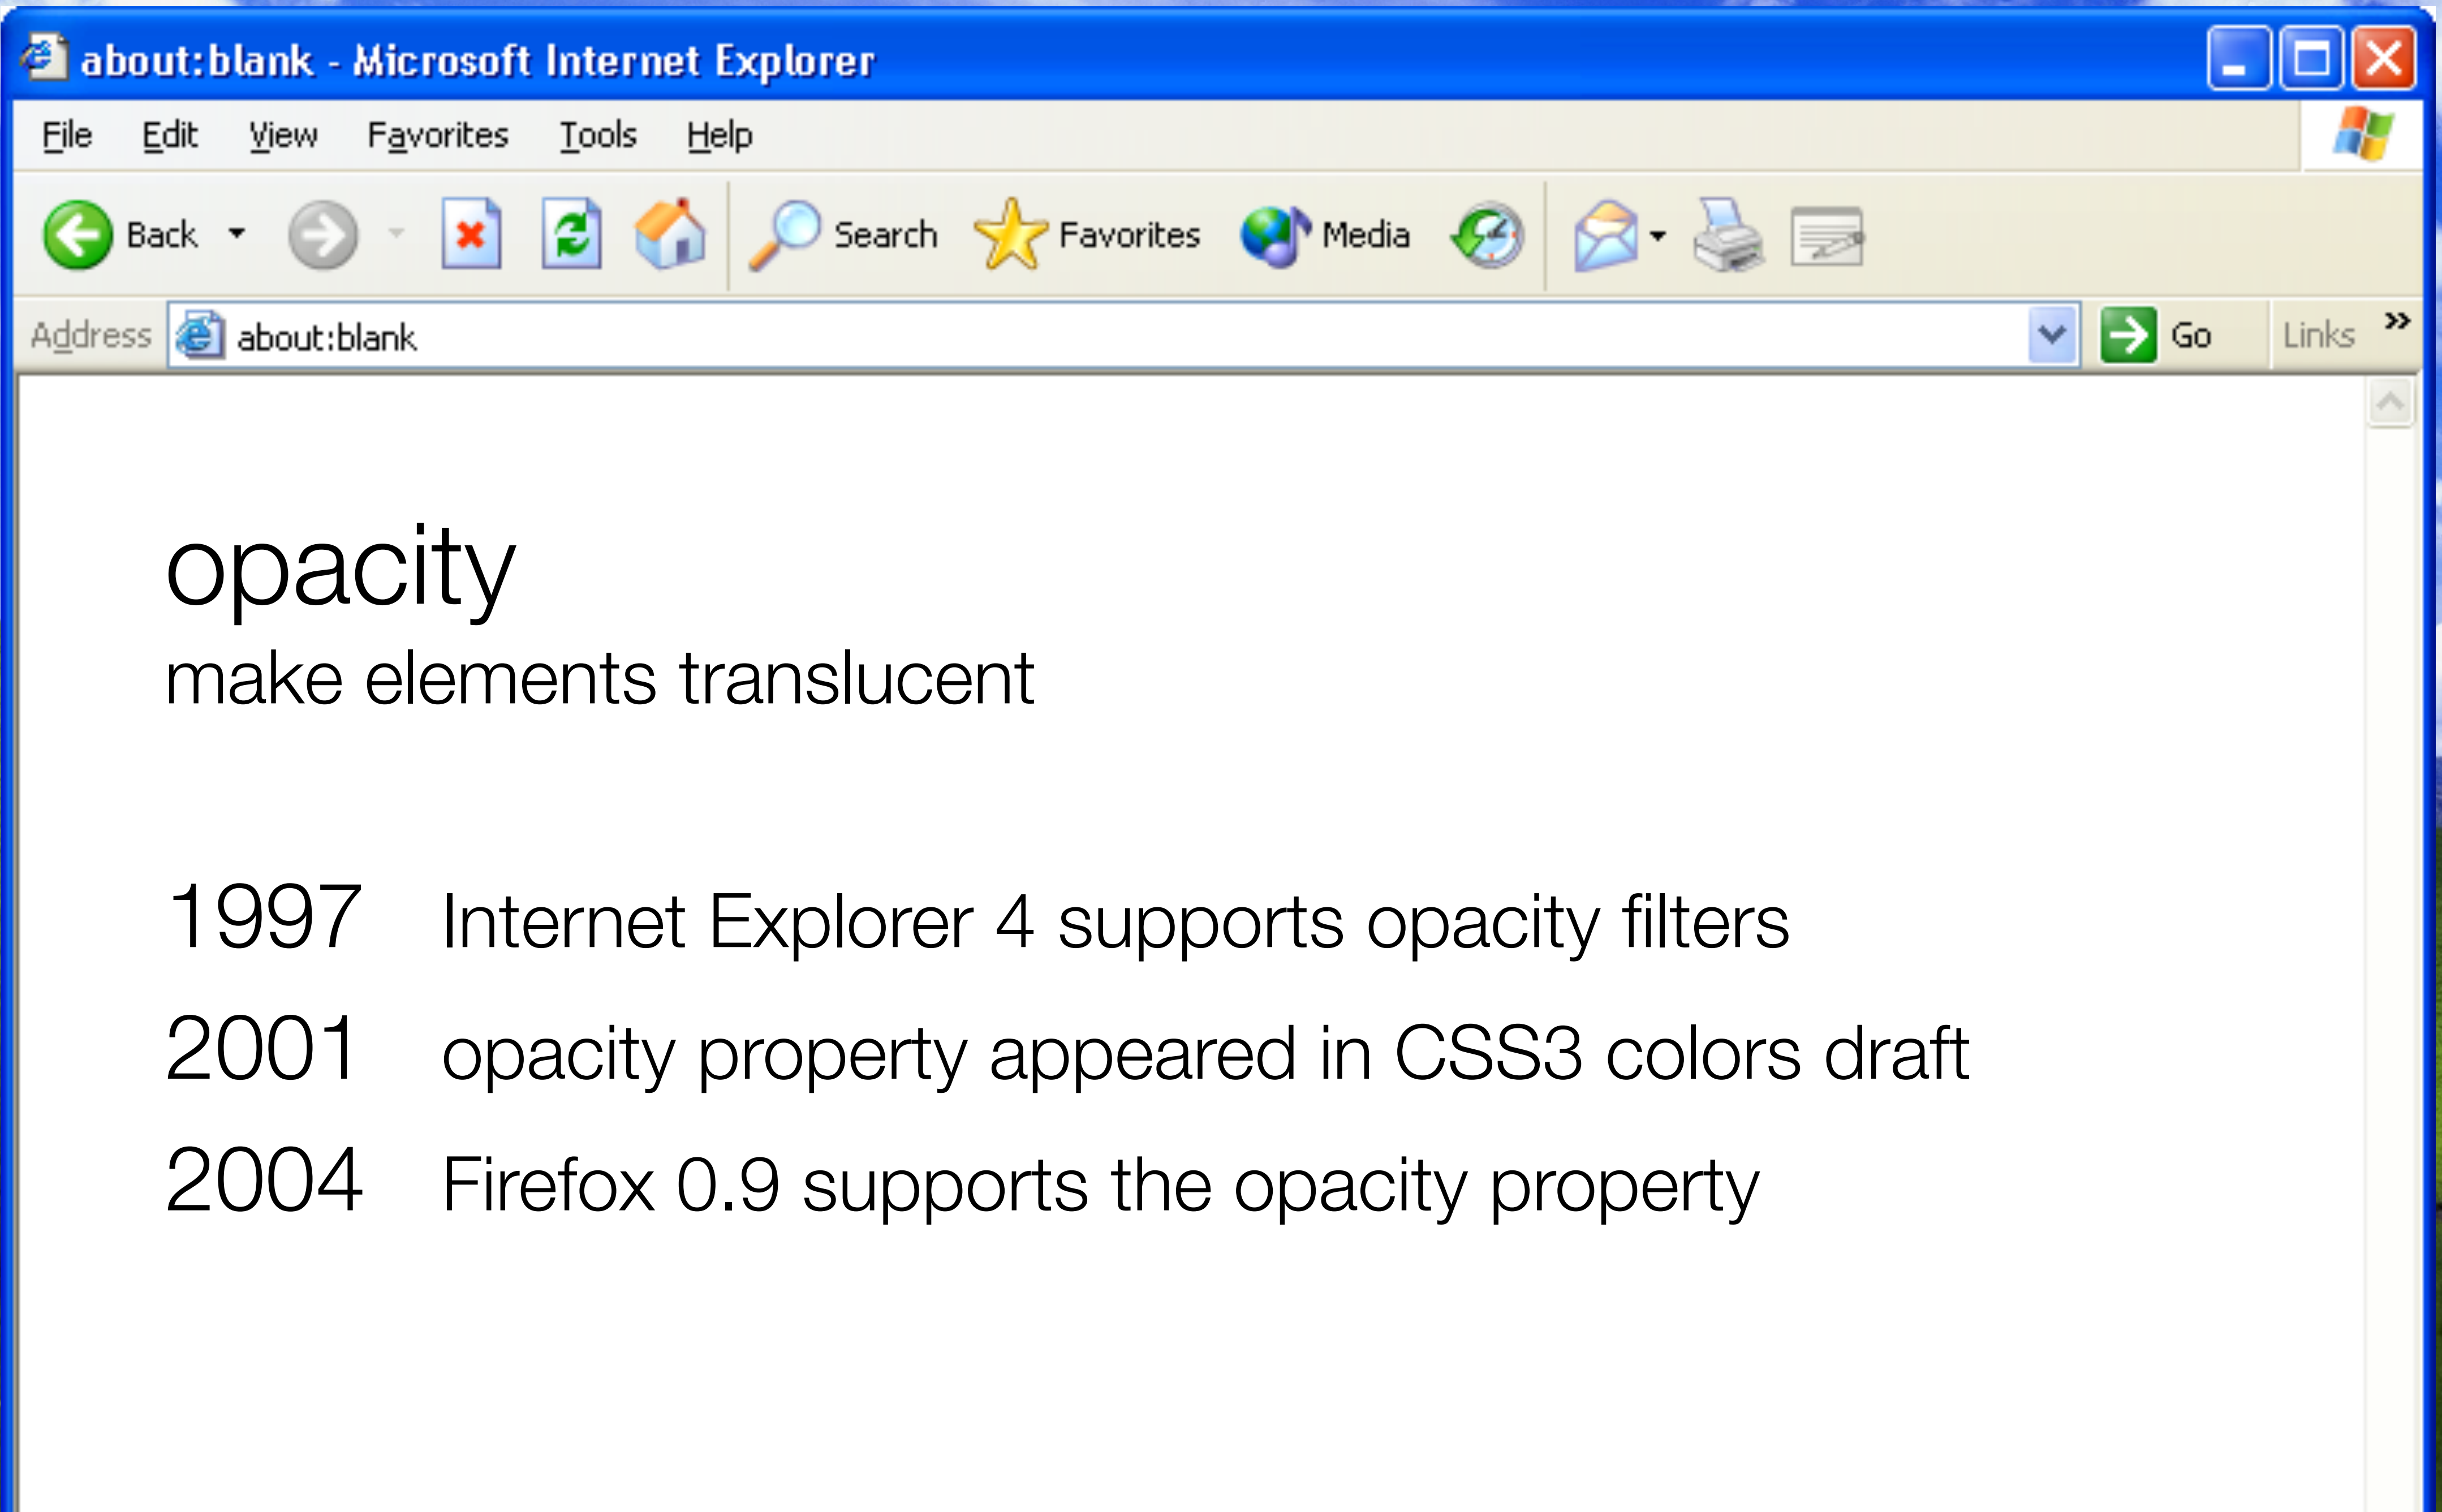 about:blank - Microsoft Internet Explorer
File Edit View Favorites Tools Help
Back Search Favorites Media
Address about:blank Go Links »
opacity
make elements translucent
1997 Internet Explorer 4 supports opacity filters
2001 opacity property appeared in CSS3 colors draft
2004 Firefox 0.9 supports the opacity property